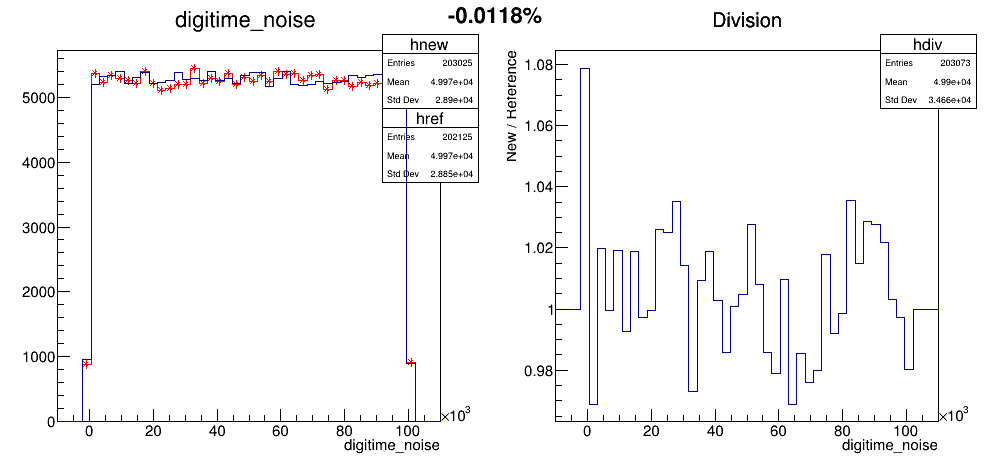 digitime_noise
-0.0118%
Division
hnew
Entries 203025
Mean 4.997e+04
Std Dev 2.89e+04
href
Entries 202125
Mean 4.997e+04
Std Dev 2.885e+04
5000
4000
3000
2000
1000
0
0 20 40 60 80 100
×10³
digitime_noise
hdiv
Entries 203073
Mean 4.99e+04
Std Dev 3.466e+04
New / Reference
1.08
1.06
1.04
1.02
1
0.98
0 20 40 60 80 100
×10³
digitime_noise